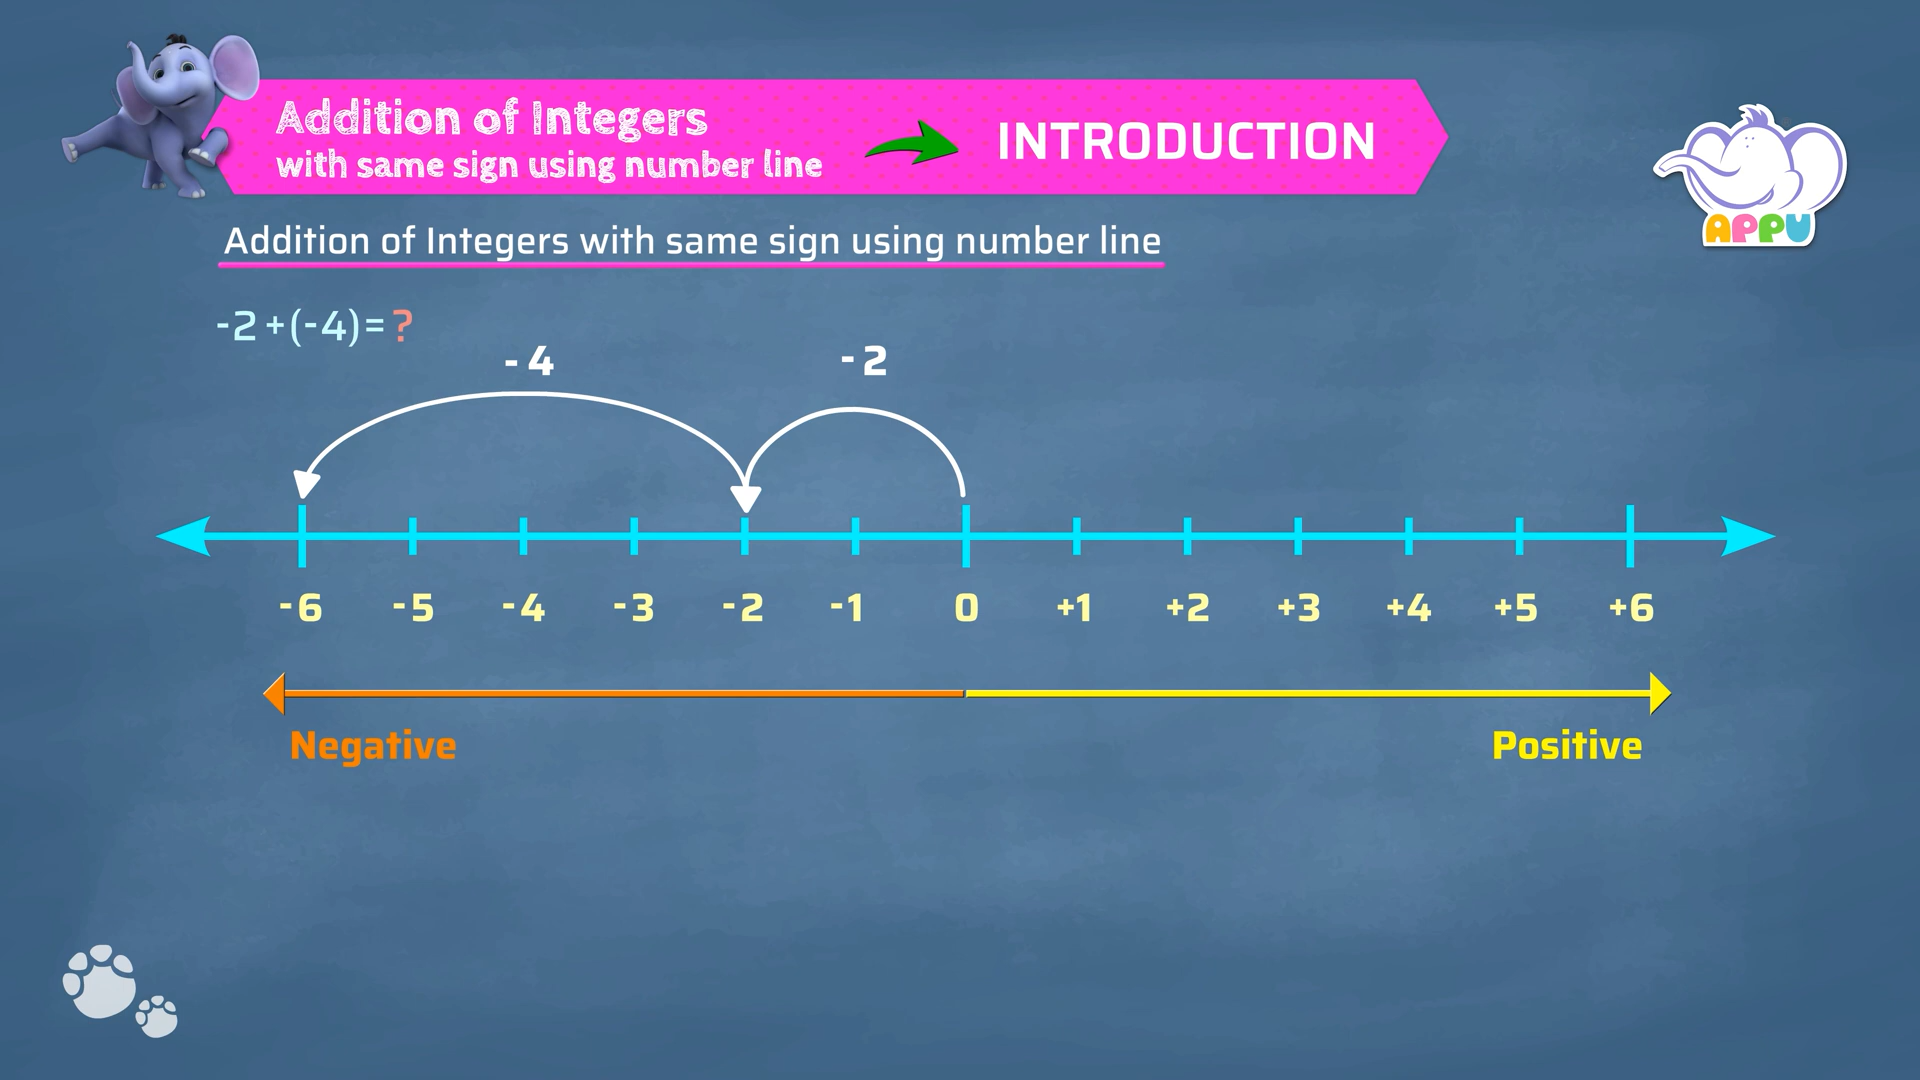 Addition of Integers
with same sign using number line
INTRODUCTION
APPU
Addition of Integers with same sign using number line
-2+(-4)=?
-4 -2
-6 -5 -4 -3 -2 -1 0 +1 +2 +3 +4 +5 +6
Negative Positive